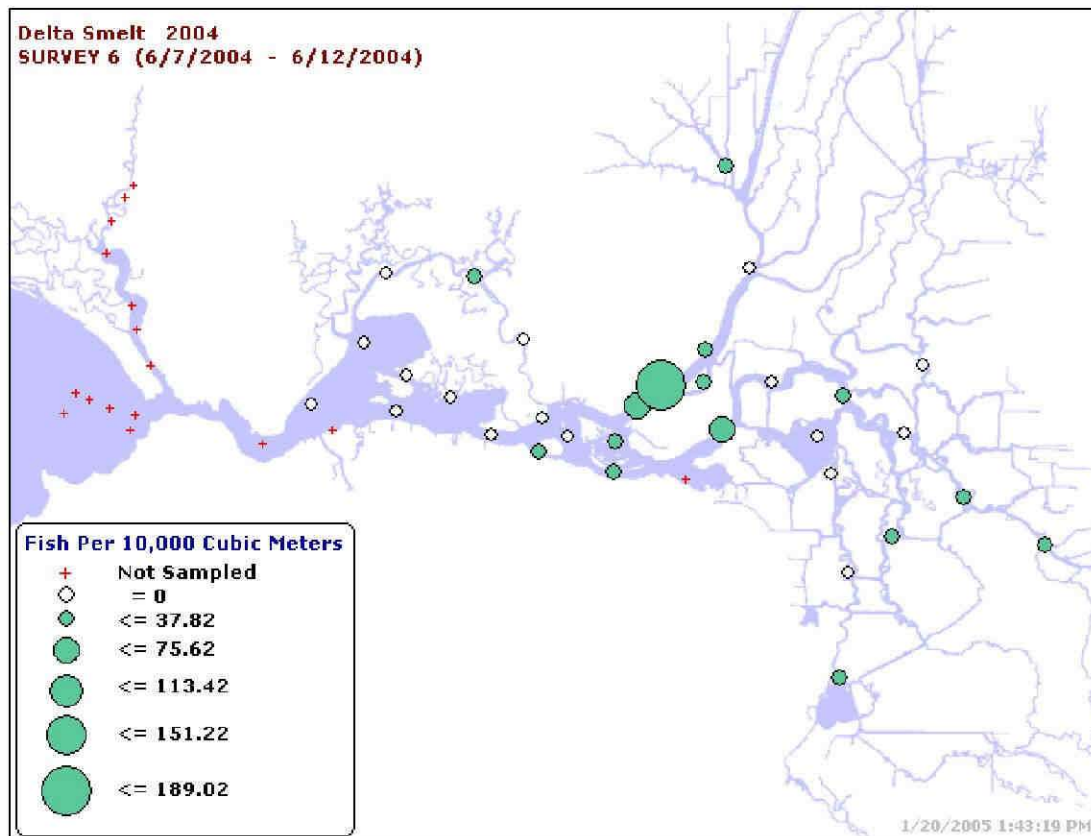 Delta Smelt 2004
SURVEY 6 (6/7/2004 - 6/12/2004)
Fish Per 10,000 Cubic Meters
Not Sampled
= 0
<= 37.82
<= 75.62
<= 113.42
<= 151.22
<= 189.02
1/20/2005 1:43:19 PM